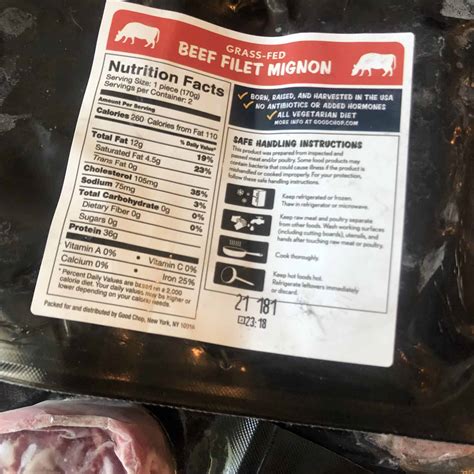 GRASS-FED
BEEF FILET MIGNON
Nutrition Facts
Serving Size: 1 piece (170g)
Servings per Container: 2
Amount Per Serving
Calories 260 Calories from Fat 110
% Daily Value*
Total Fat 12g 19%
Saturated Fat 4.5g 23%
Trans Fat 0g
Cholesterol 105mg 35%
Sodium 75mg 3%
Total Carbohydrate 0g 0%
Dietary Fiber 0g 0%
Sugars 0g
Protein 36g
Vitamin A 0% • Vitamin C 0%
Calcium 0% • Iron 25%
* Percent Daily Values are based on a 2,000
calorie diet. Your daily values may be higher or
lower depending on your calorie needs.
Packed for and distributed by Good Chop, New York, NY
BORN, RAISED, AND HARVESTED IN THE USA
NO ANTIBIOTICS OR ADDED HORMONES
ALL VEGETARIAN DIET
MORE INFO AT GOODCHOP.COM
SAFE HANDLING INSTRUCTIONS
This product was prepared from inspected and
passed meat and/or poultry. Some food products may
contain bacteria that could cause illness if the product is
mishandled or cooked improperly. For your protection,
follow these safe handling instructions.
Keep refrigerated or frozen.
Thaw in refrigerator or microwave.
Keep raw meat and poultry separate
from other foods. Wash working surfaces
(including cutting boards), utensils, and
hands after touching raw meat or poultry.
Cook thoroughly.
Keep hot foods hot.
Refrigerate leftovers immediately
or discard.
21 181
23:18